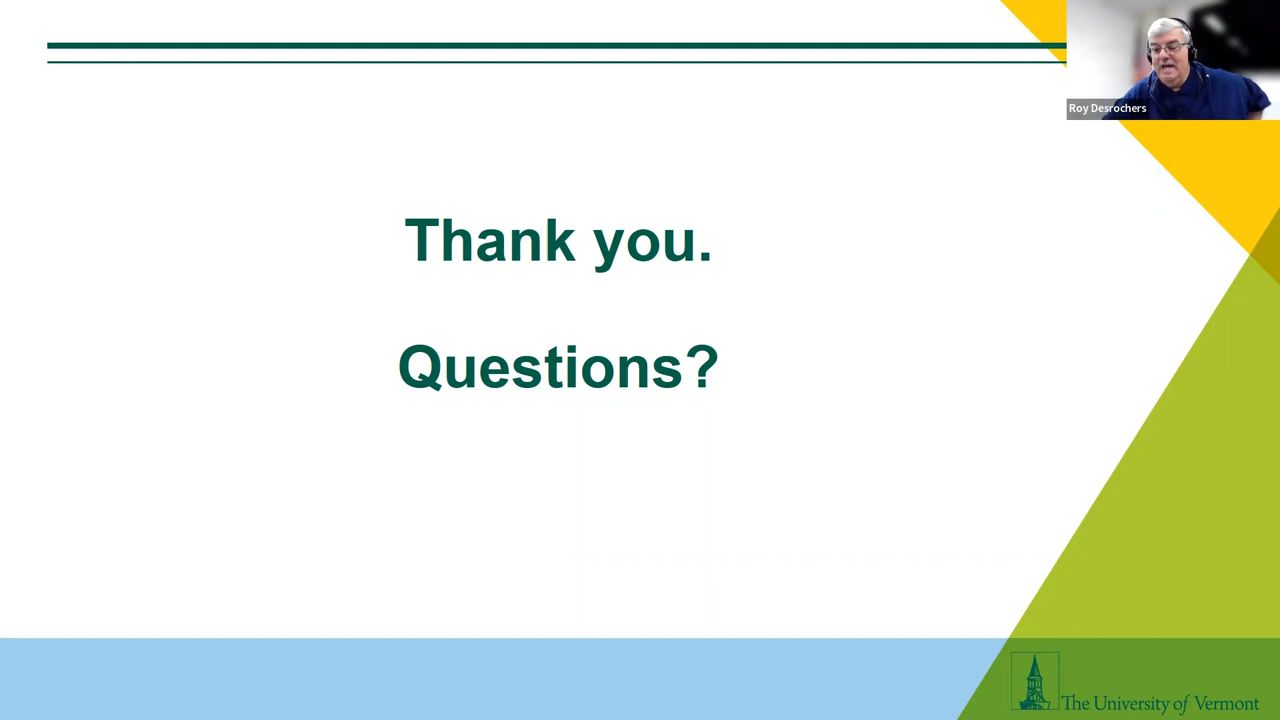 Roy Desrochers
Thank you.
Questions?
The University of Vermont